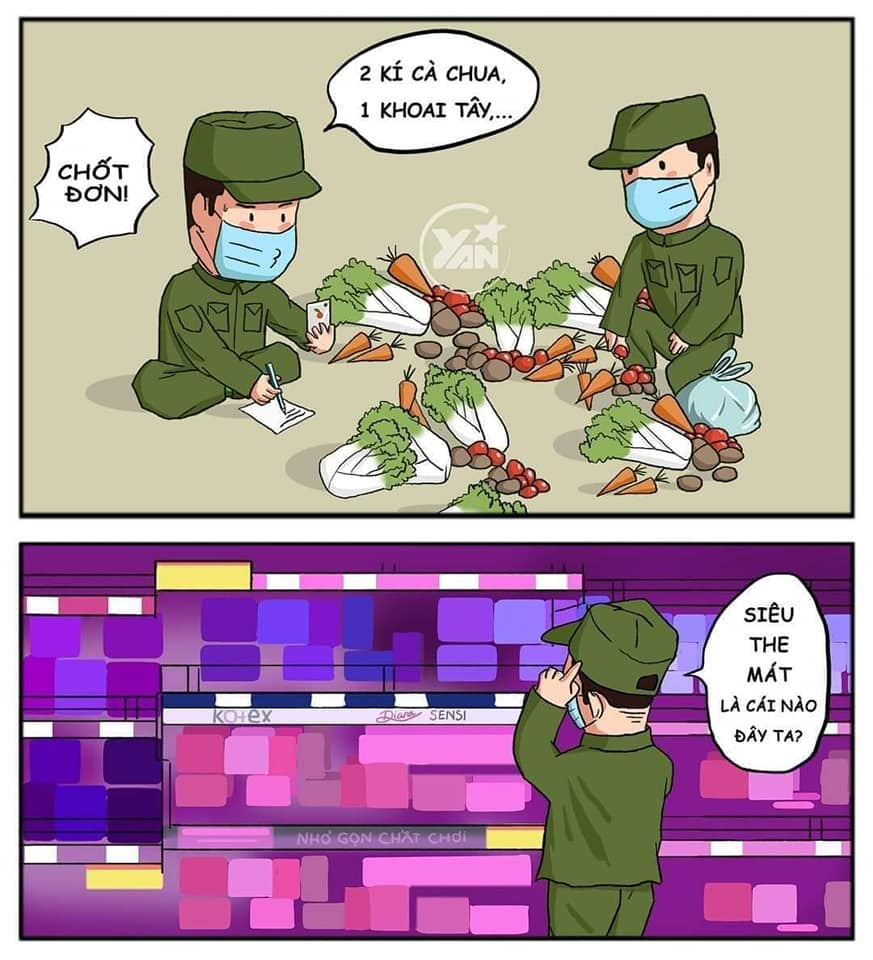 2 KÍ CÀ CHUA,
1 KHOAI TÂY,...
CHỐT
ĐƠN!
YAN
SIÊU
THE
MÁT
LÀ CÁI NÀO
ĐÂY TA?
Kotex
Diana SENSI
NHỎ GỌN CHẤT CHƠI